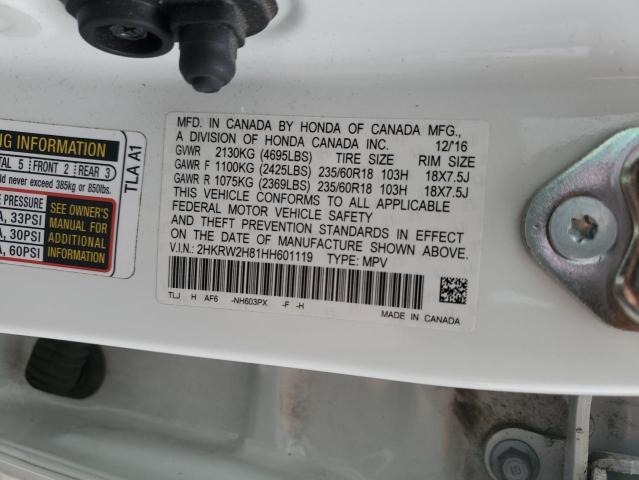 MFD. IN CANADA BY HONDA OF CANADA MFG.,
A DIVISION OF HONDA CANADA INC. 12/'16
GVWR 2130KG (4695LBS) TIRE SIZE RIM SIZE
GAWR F 1100KG (2425LBS) 235/60R18 103H 18X7.5J
GAWR R 1075KG (2369LBS) 235/60R18 103H 18X7.5J
THIS VEHICLE CONFORMS TO ALL APPLICABLE
FEDERAL MOTOR VEHICLE SAFETY
AND THEFT PREVENTION STANDARDS IN EFFECT
ON THE DATE OF MANUFACTURE SHOWN ABOVE.
V.I.N: 2HKRW2H81HH601119 TYPE: MPV
TLJ H AF6 -NH603PX -F -H
MADE IN CANADA
TLA A1
INFORMATION
5 FRONT 2 REAR 3
never exceed 385kg or 850lbs.
PRESSURE
33PSI
30PSI
60PSI
SEE OWNER'S
MANUAL FOR
ADDITIONAL
INFORMATION